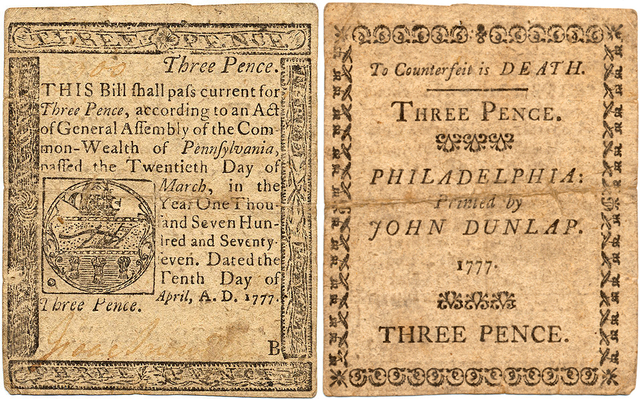 THREE PENCE
Three Pence.
THIS Bill ſhall paſs current for
Three Pence, according to an Act
of General Aſſembly of the Com-
mon-Wealth of Pennſylvania,
paſſed the Twentieth Day of
March, in the
Year One Thou-
ſand Seven Hun-
dred and Seventy-
ſeven. Dated the
Tenth Day of
April, A. D. 1777.
Three Pence.
B
To Counterfeit is DEATH.
THREE PENCE.
PHILADELPHIA:
Printed by
JOHN DUNLAP.
1777.
THREE PENCE.